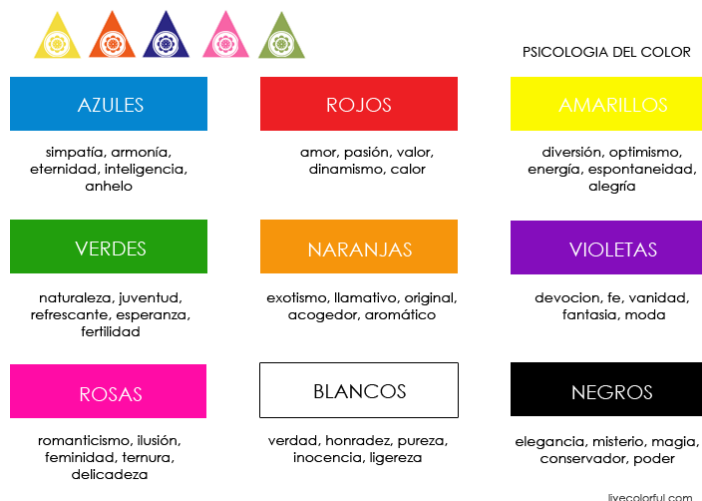 PSICOLOGIA DEL COLOR
AZULES
simpatía, armonía,
eternidad, inteligencia,
anhelo
ROJOS
amor, pasión, valor,
dinamismo, calor
AMARILLOS
diversión, optimismo,
energía, espontaneidad,
alegría
VERDES
naturaleza, juventud,
refrescante, esperanza,
fertilidad
NARANJAS
exotismo, llamativo, original,
acogedor, aromático
VIOLETAS
devocion, fe, vanidad,
fantasia, moda
ROSAS
romanticismo, ilusión,
feminidad, ternura,
delicadeza
BLANCOS
verdad, honradez, pureza,
inocencia, ligereza
NEGROS
elegancia, misterio, magia,
conservador, poder
livecolorful.com